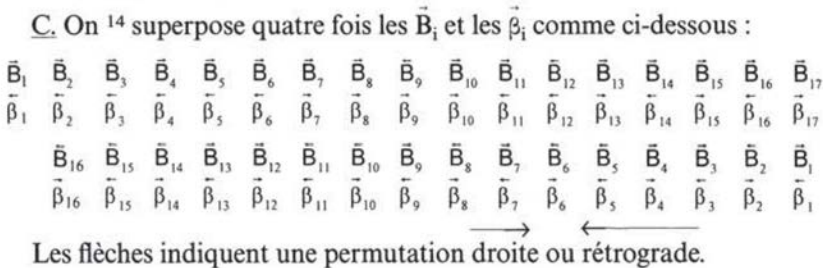 C. On ¹⁴ superpose quatre fois les B⃗ᵢ et les β⃗ᵢ comme ci-dessous :
B⃗₁ B⃗₂ B⃗₃ B⃗₄ B⃗₅ B⃗₆ B⃗₇ B⃗₈ B⃗₉ B⃗₁₀ B⃗₁₁ B⃗₁₂ B⃗₁₃ B⃗₁₄ B⃗₁₅ B⃗₁₆ B⃗₁₇
β⃖₁ β⃖₂ β⃖₃ β⃖₄ β⃖₅ β⃖₆ β⃖₇ β⃖₈ β⃖₉ β⃖₁₀ β⃖₁₁ β⃖₁₂ β⃖₁₃ β⃖₁₄ β⃖₁₅ β⃖₁₆ β⃖₁₇
B⃗₁₆ B⃗₁₅ B⃗₁₄ B⃗₁₃ B⃗₁₂ B⃗₁₁ B⃗₁₀ B⃗₉ B⃗₈ B⃗₇ B⃗₆ B⃗₅ B⃗₄ B⃗₃ B⃗₂ B⃗₁
β⃖₁₆ β⃖₁₅ β⃖₁₄ β⃖₁₃ β⃖₁₂ β⃖₁₁ β⃖₁₀ β⃖₉ β⃖₈ β⃖₇ β⃖₆ β⃖₅ β⃖₄ β⃖₃ β⃖₂ β⃖₁
Les flèches indiquent une permutation droite ou rétrograde.